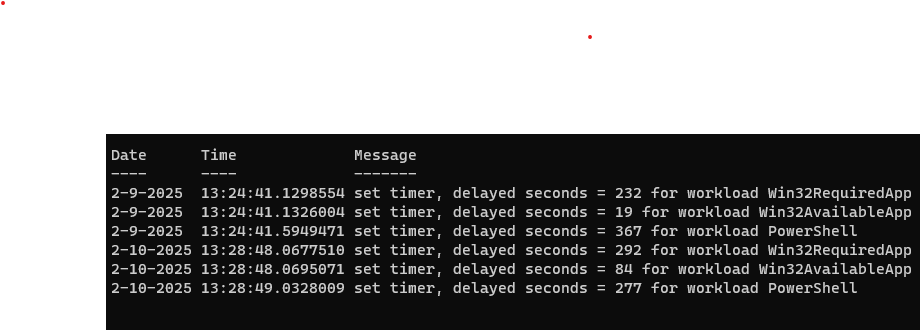 Date      Time             Message
----      ----             -------
2-9-2025  13:24:41.1298554 set timer, delayed seconds = 232 for workload Win32RequiredApp
2-9-2025  13:24:41.1326004 set timer, delayed seconds = 19 for workload Win32AvailableApp
2-9-2025  13:24:41.5949471 set timer, delayed seconds = 367 for workload PowerShell
2-10-2025 13:28:48.0677510 set timer, delayed seconds = 292 for workload Win32RequiredApp
2-10-2025 13:28:48.0695071 set timer, delayed seconds = 84 for workload Win32AvailableApp
2-10-2025 13:28:49.0328009 set timer, delayed seconds = 277 for workload PowerShell